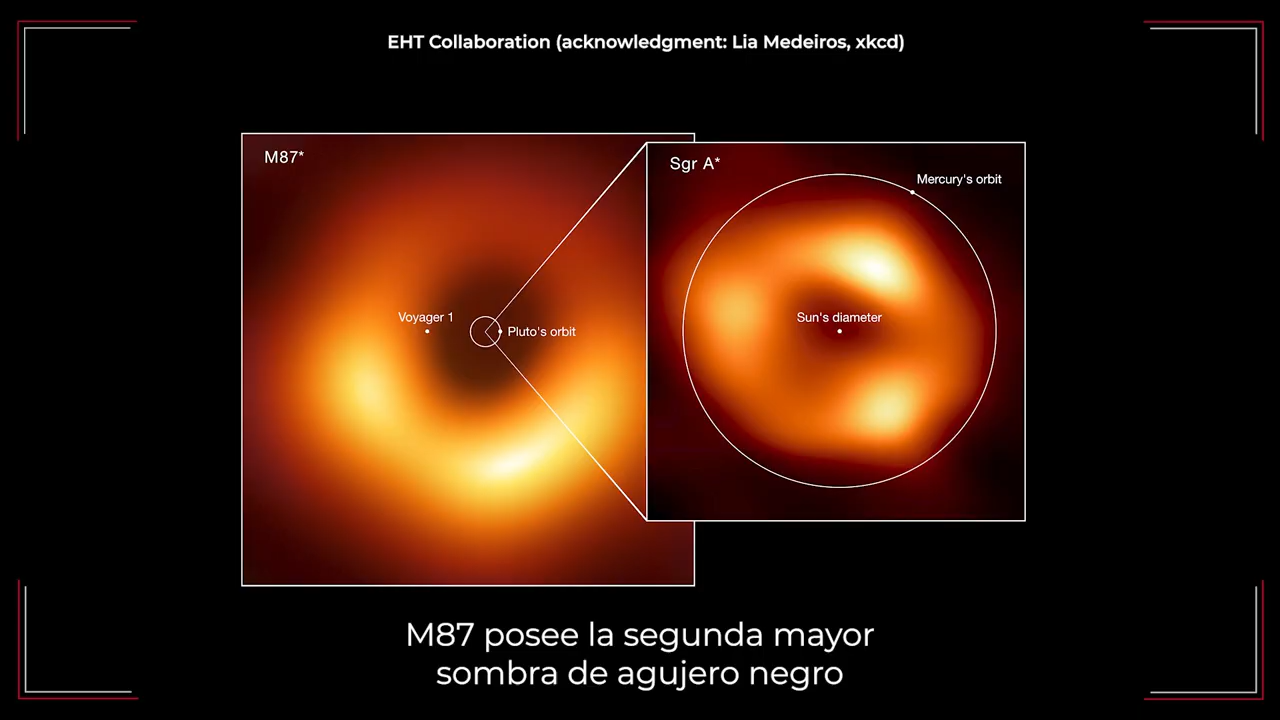 EHT Collaboration (acknowledgment: Lia Medeiros, xkcd)
M87*
Sgr A*
Mercury's orbit
Voyager 1
Pluto's orbit
Sun's diameter
M87 posee la segunda mayor
sombra de agujero negro